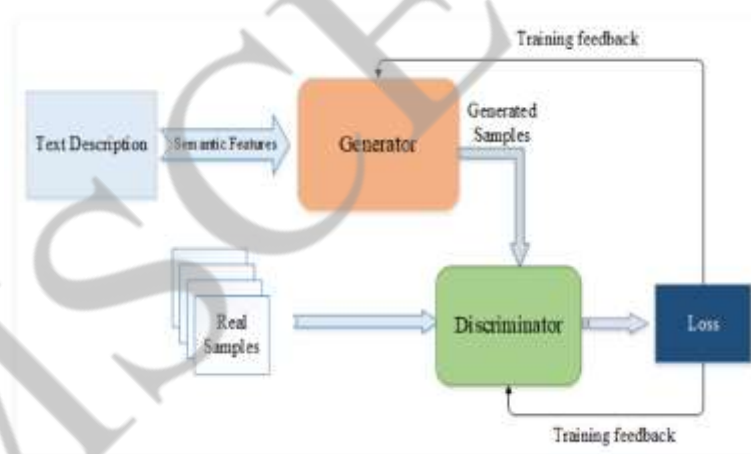 Training feedback
Text Description
Semantic Features
Generator
Generated
Samples
Real
Samples
Discriminator
Loss
Training feedback